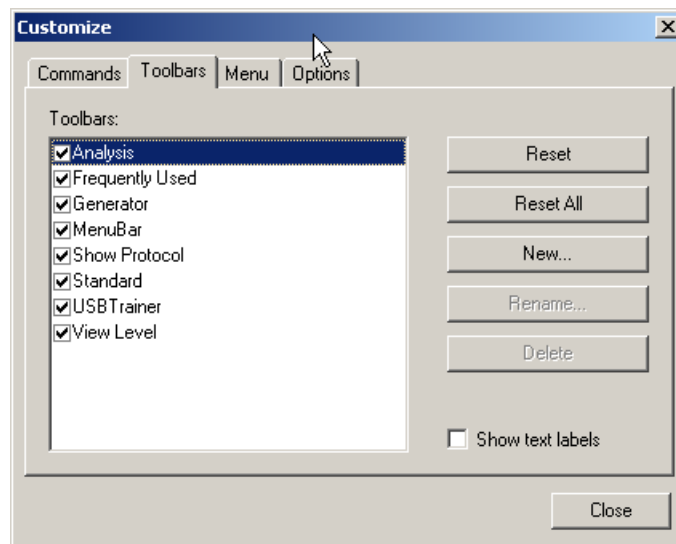 Customize
Commands Toolbars Menu Options
Toolbars:
Analysis
Frequently Used
Generator
MenuBar
Show Protocol
Standard
USBTrainer
View Level
Reset
Reset All
New...
Rename...
Delete
Show text labels
Close